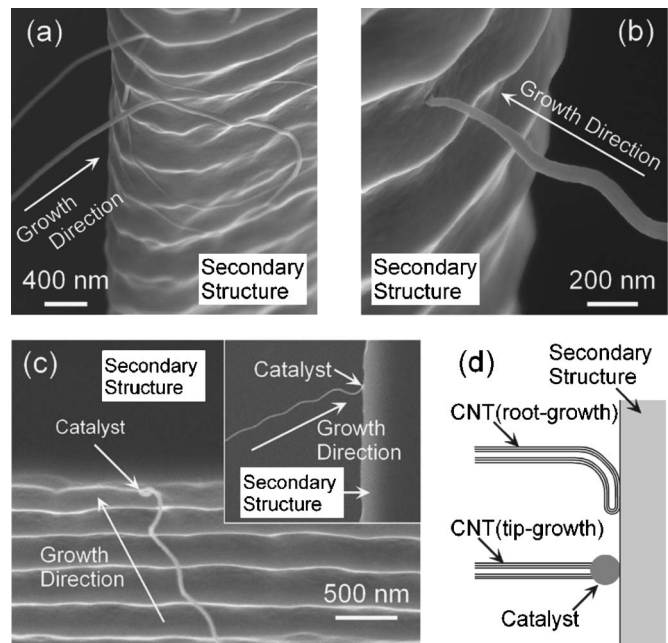 (a)
Growth
Direction
Secondary
Structure
400 nm
(b)
Growth Direction
Secondary
Structure
200 nm
(c)
Secondary
Structure
Catalyst
Growth
Direction
500 nm
Catalyst
Growth
Direction
Secondary
Structure
(d)
Secondary
Structure
CNT(root-growth)
CNT(tip-growth)
Catalyst